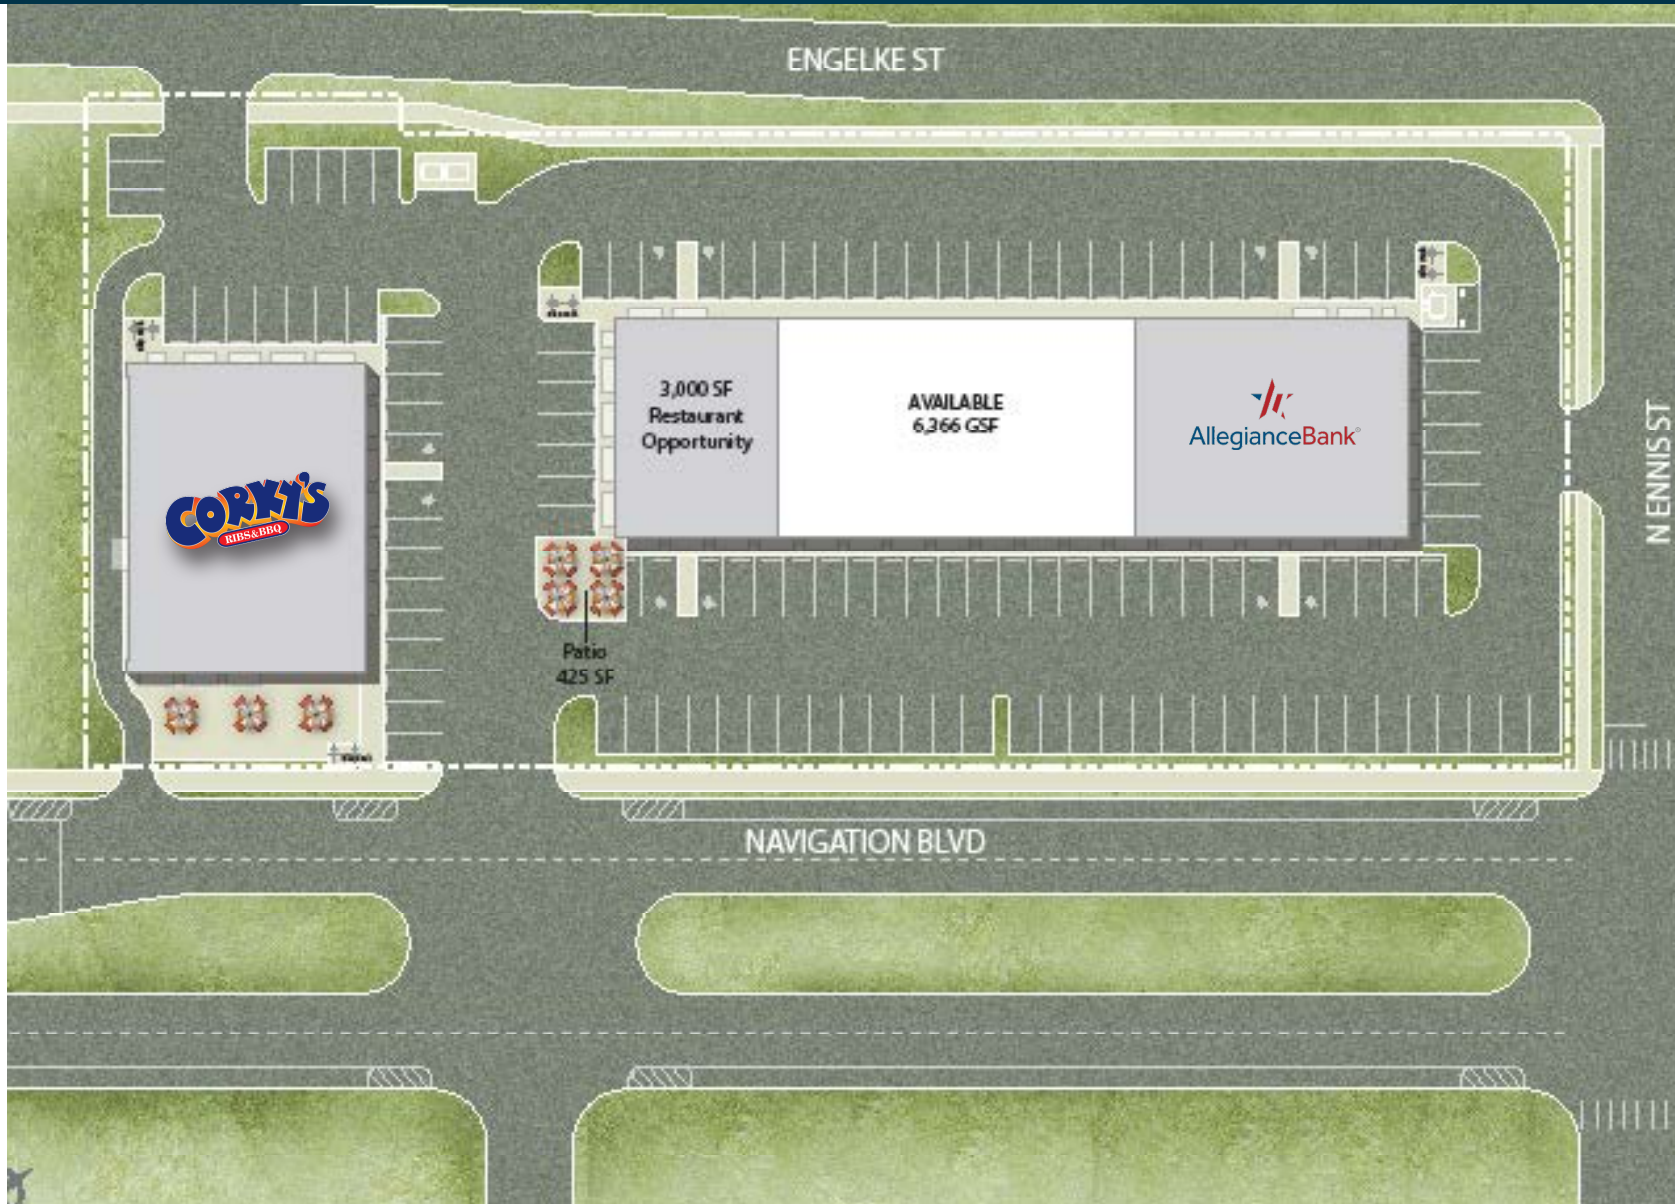 ENGELKE ST
3,000 SF
Restaurant
Opportunity
AVAILABLE
6,366 GSF
AllegianceBank
N ENNIS ST
CORKY'S
RIBS & BBQ
Patio
425 SF
NAVIGATION BLVD